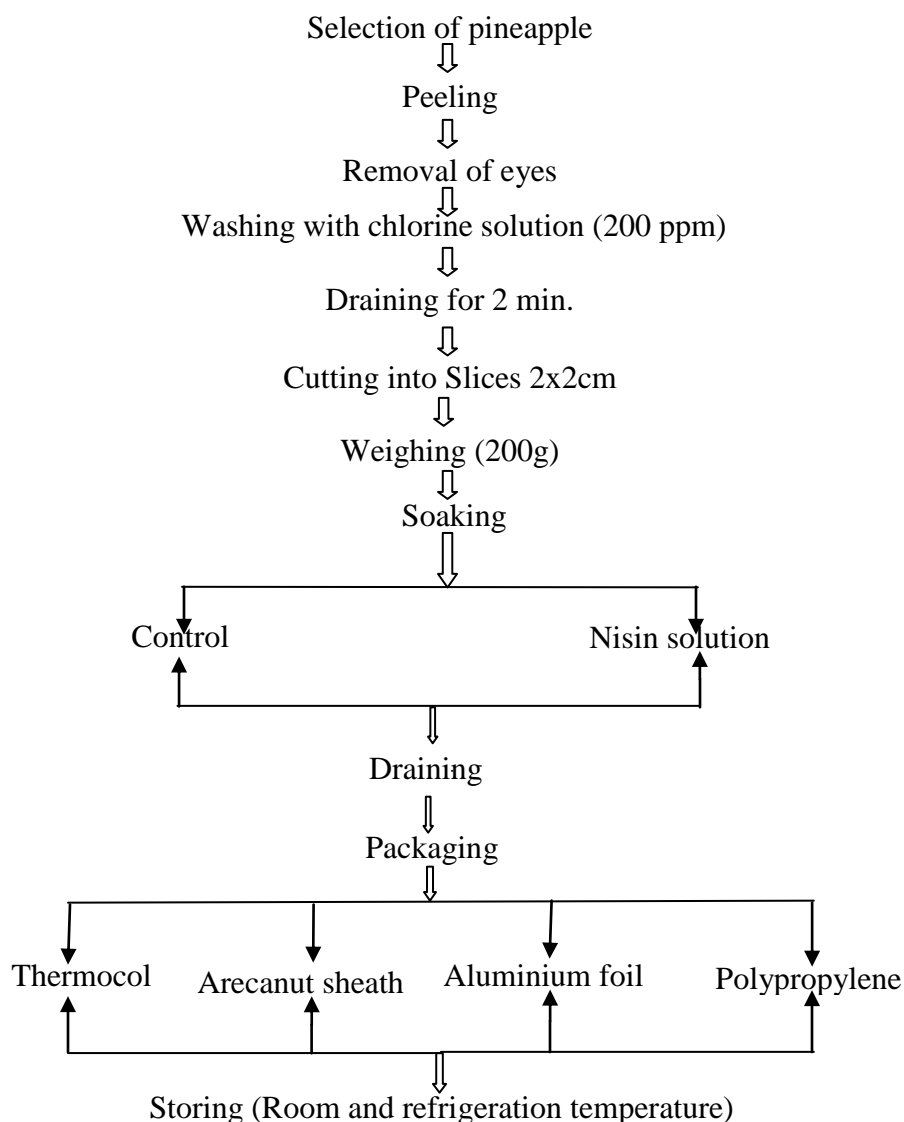 Selection of pineapple
Peeling
Removal of eyes
Washing with chlorine solution (200 ppm)
Draining for 2 min.
Cutting into Slices 2x2cm
Weighing (200g)
Soaking
Control Nisin solution
Draining
Packaging
Thermocol Arecanut sheath Aluminium foil Polypropylene
Storing (Room and refrigeration temperature)